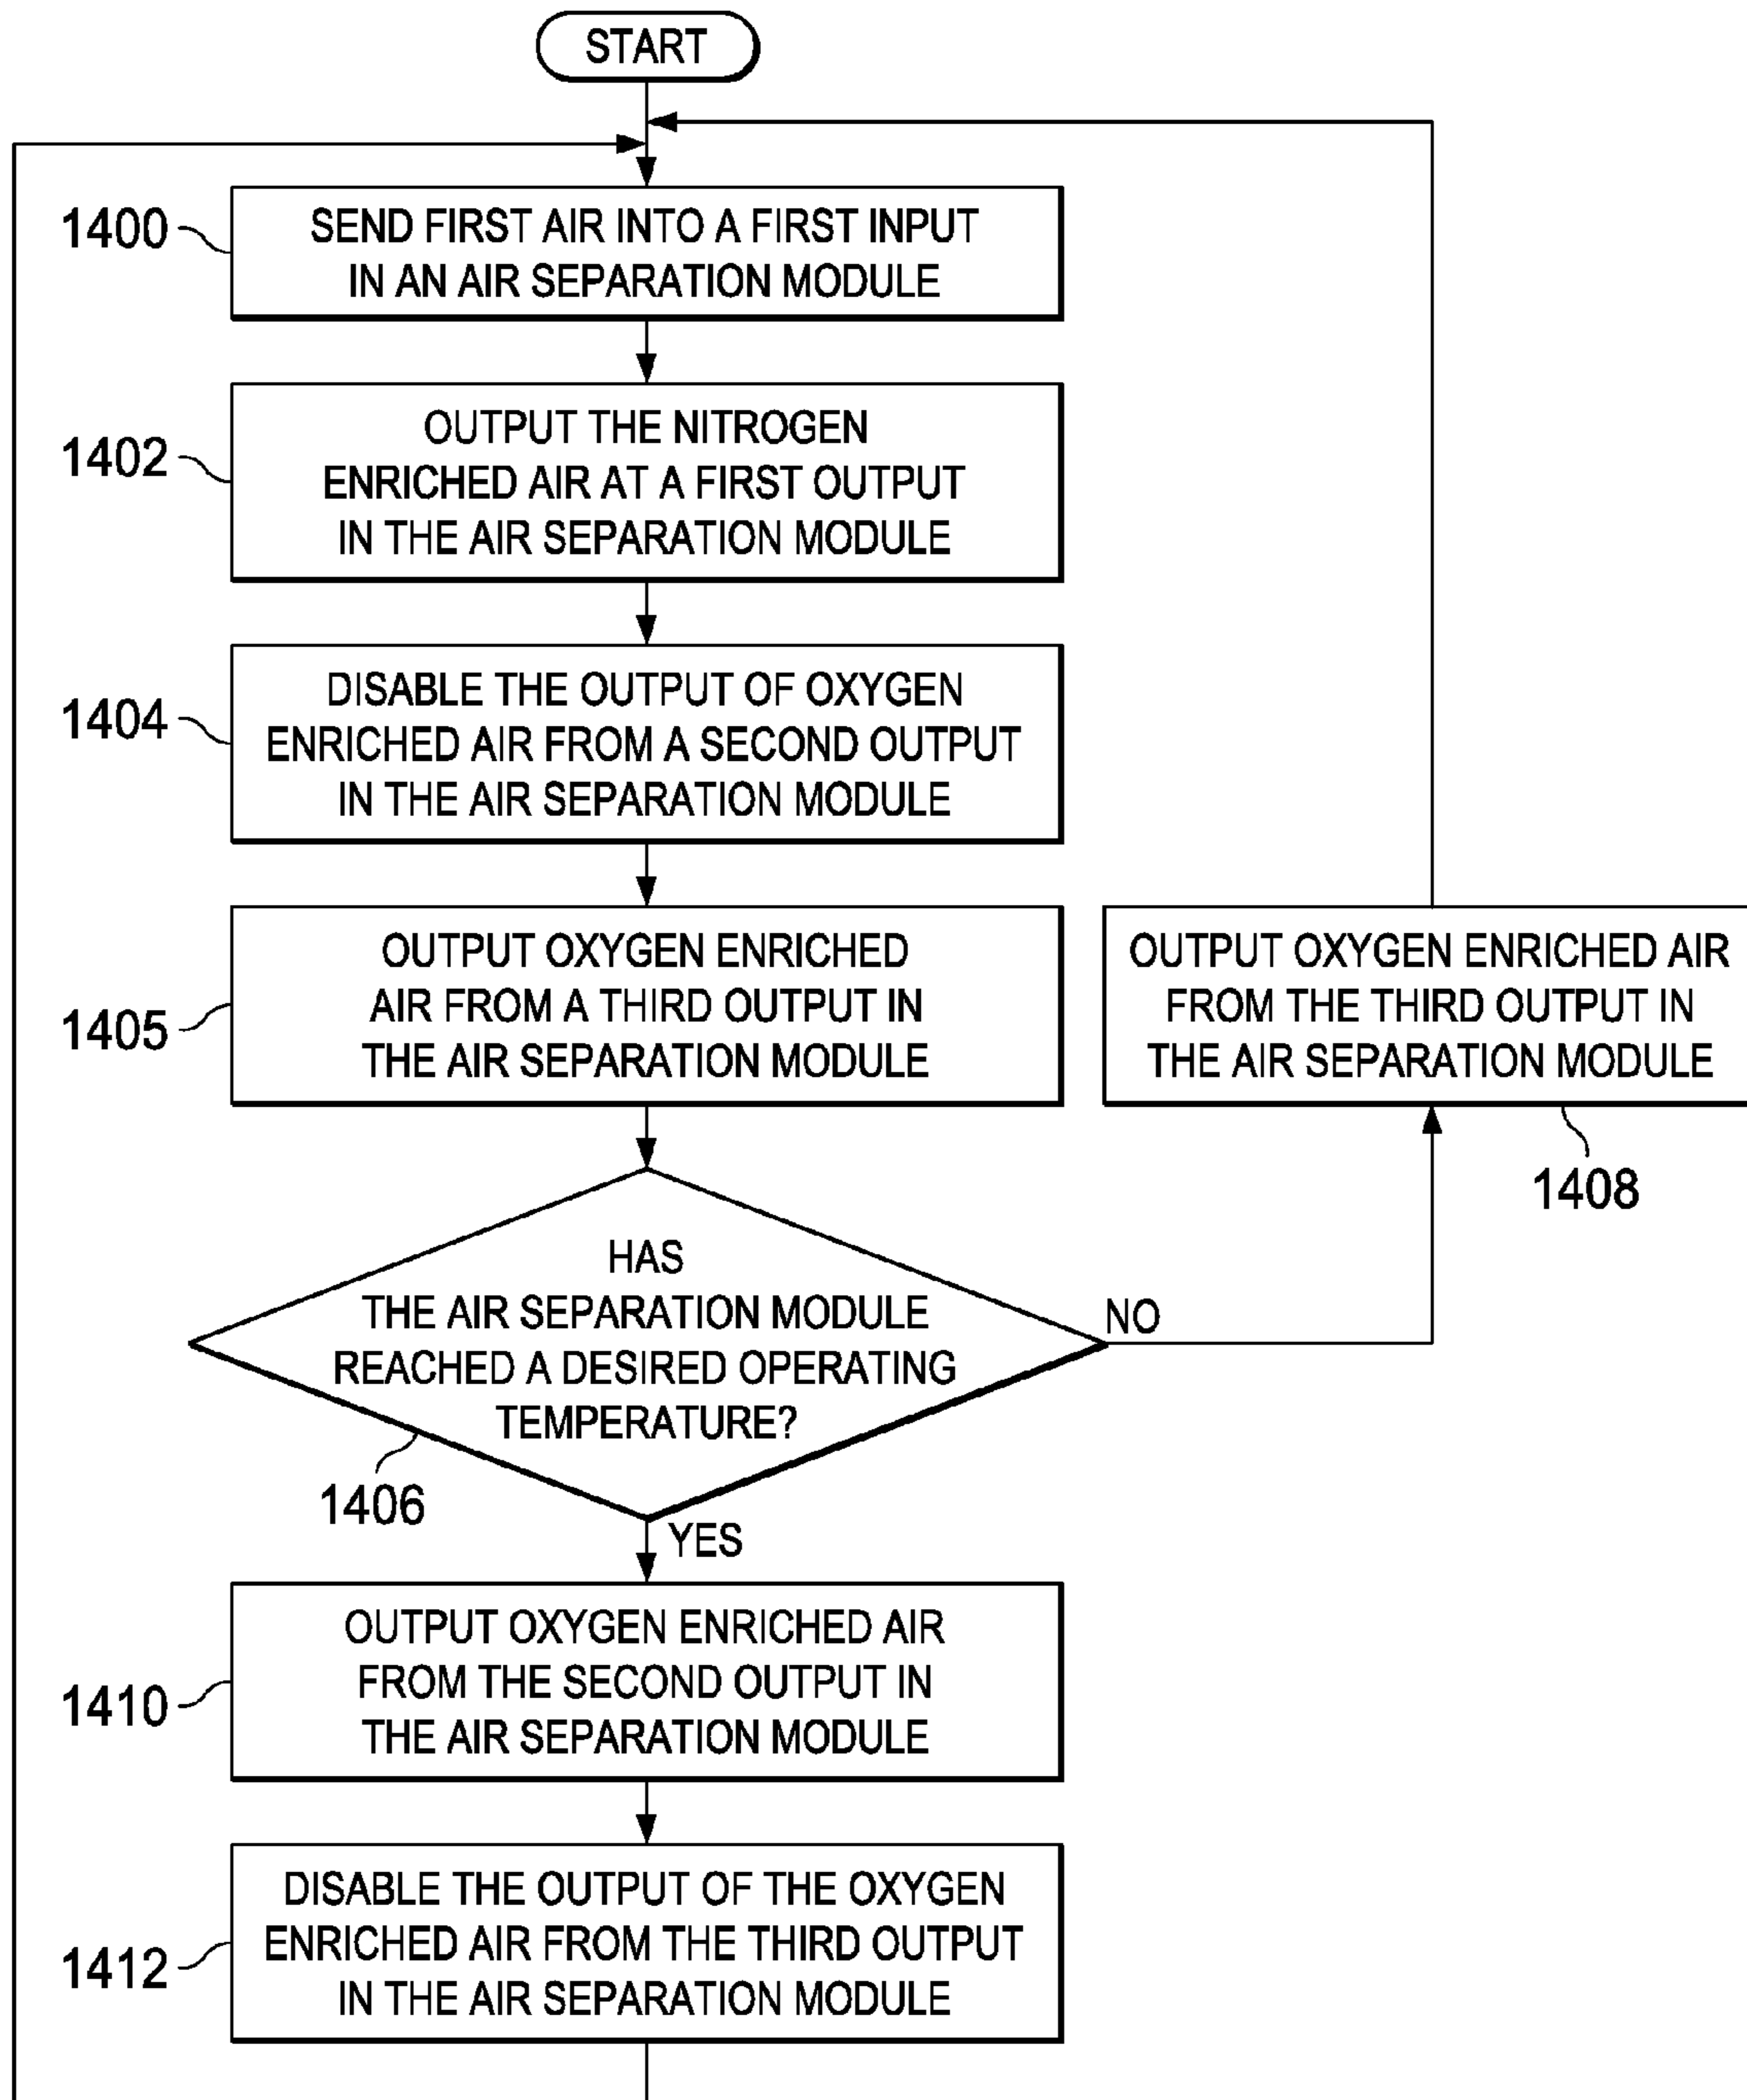 START
1400
SEND FIRST AIR INTO A FIRST INPUT
IN AN AIR SEPARATION MODULE
1402
OUTPUT THE NITROGEN
ENRICHED AIR AT A FIRST OUTPUT
IN THE AIR SEPARATION MODULE
1404
DISABLE THE OUTPUT OF OXYGEN
ENRICHED AIR FROM A SECOND OUTPUT
IN THE AIR SEPARATION MODULE
1405
OUTPUT OXYGEN ENRICHED
AIR FROM A THIRD OUTPUT IN
THE AIR SEPARATION MODULE
OUTPUT OXYGEN ENRICHED AIR
FROM THE THIRD OUTPUT IN
THE AIR SEPARATION MODULE
1408
HAS
THE AIR SEPARATION MODULE
REACHED A DESIRED OPERATING
TEMPERATURE?
NO
1406
YES
1410
OUTPUT OXYGEN ENRICHED AIR
FROM THE SECOND OUTPUT IN
THE AIR SEPARATION MODULE
1412
DISABLE THE OUTPUT OF THE OXYGEN
ENRICHED AIR FROM THE THIRD OUTPUT
IN THE AIR SEPARATION MODULE